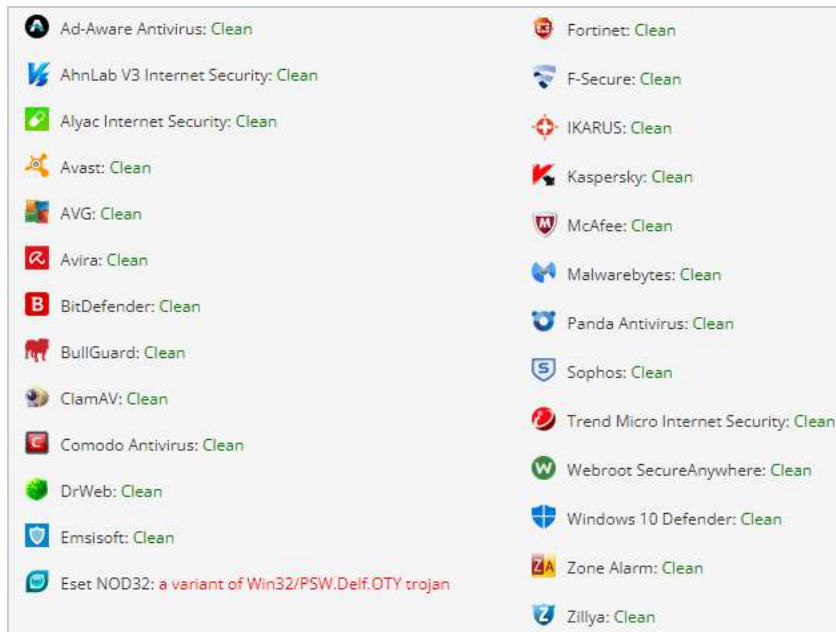 Ad-Aware Antivirus: Clean
AhnLab V3 Internet Security: Clean
Alyac Internet Security: Clean
Avast: Clean
AVG: Clean
Avira: Clean
BitDefender: Clean
BullGuard: Clean
ClamAV: Clean
Comodo Antivirus: Clean
DrWeb: Clean
Emsisoft: Clean
Eset NOD32: a variant of Win32/PSW.Delf.OTY trojan
Fortinet: Clean
F-Secure: Clean
IKARUS: Clean
Kaspersky: Clean
McAfee: Clean
Malwarebytes: Clean
Panda Antivirus: Clean
Sophos: Clean
Trend Micro Internet Security: Clean
Webroot SecureAnywhere: Clean
Windows 10 Defender: Clean
Zone Alarm: Clean
Zillya: Clean